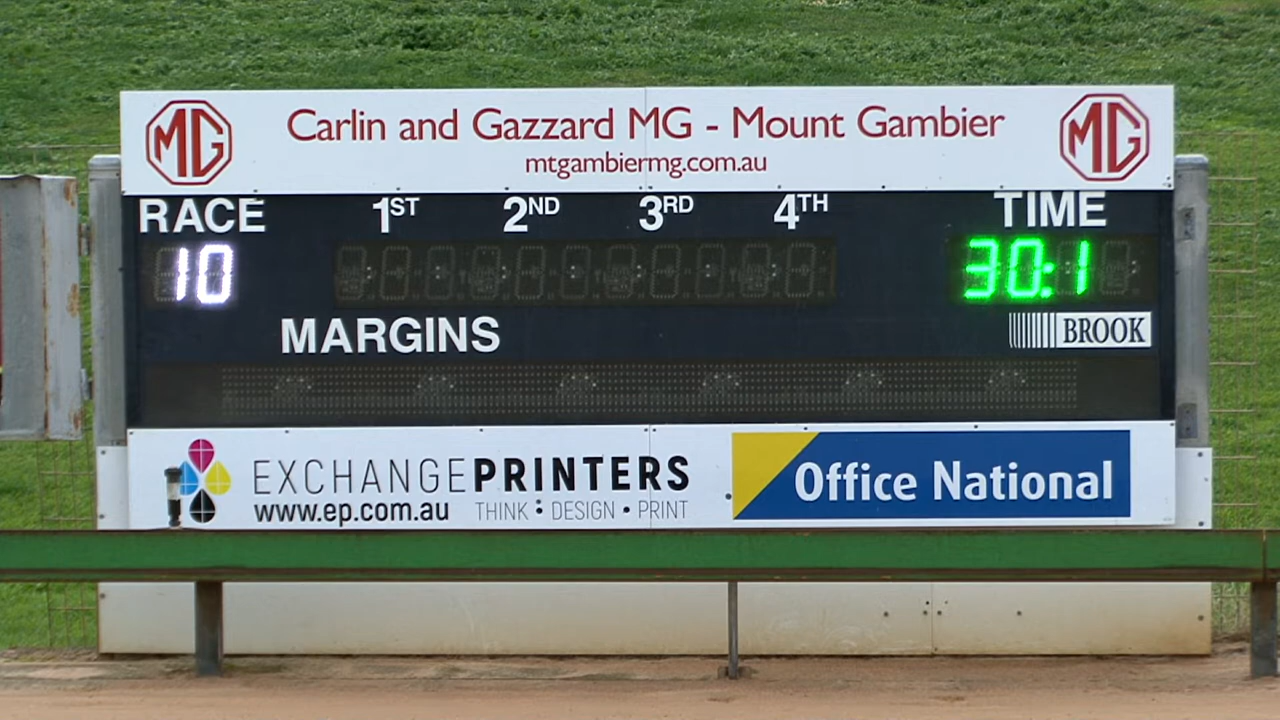 MG Carlin and Gazzard MG - Mount Gambier MG
mtgambiermg.com.au
RACE 1ST 2ND 3RD 4TH TIME
10 30:1
MARGINS BROOK
EXCHANGEPRINTERS
www.ep.com.au THINK : DESIGN • PRINT
Office National